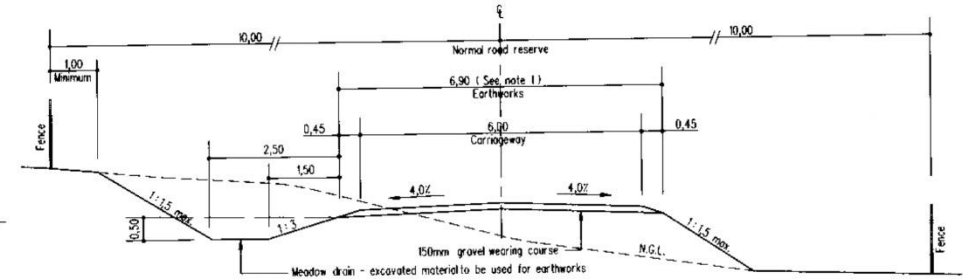 ℄
10,00
10,00
Normal road reserve
1,00
Minimum
6,90 ( See note 1 )
Earthworks
Fence
0,45
6,00
0,45
Carriageway
2,50
1,50
4,0%
4,0%
1:1,5 max.
0,50
1:3
1:1,5 max.
150mm gravel wearing course
N.G.L.
Fence
Meadow drain - excavated material to be used for earthworks